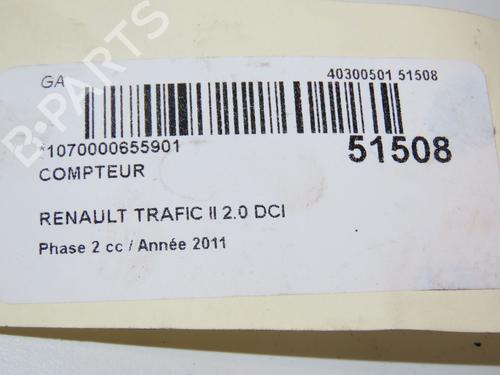 GA
40300501 51508
*1070000655901
51508
COMPTEUR
RENAULT TRAFIC II 2.0 DCI
Phase 2 cc / Année 2011
B-PARTS